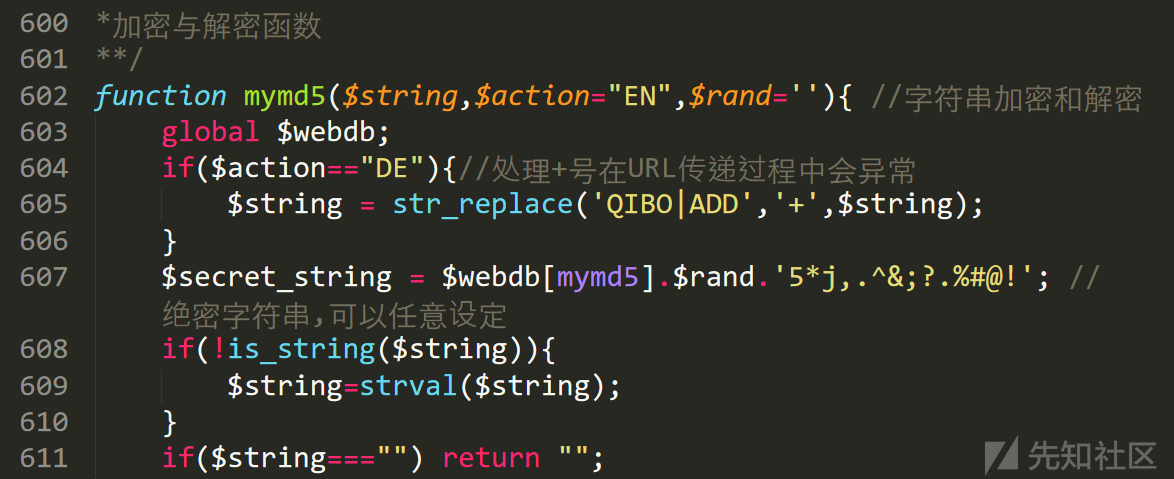 600 *加密与解密函数
601 **/
602 function mymd5($string,$action="EN",$rand=''){ //字符串加密和解密
603 global $webdb;
604 if($action=="DE"){//处理+号在URL传递过程中会异常
605 $string = str_replace('QIBO|ADD','+',$string);
606 }
607 $secret_string = $webdb[mymd5].$rand.'5*j,.^&;?.%#@!'; //
绝密字符串,可以任意设定
608 if(!is_string($string)){
609 $string=strval($string);
610 }
611 if($string==="") return "";
先知社区